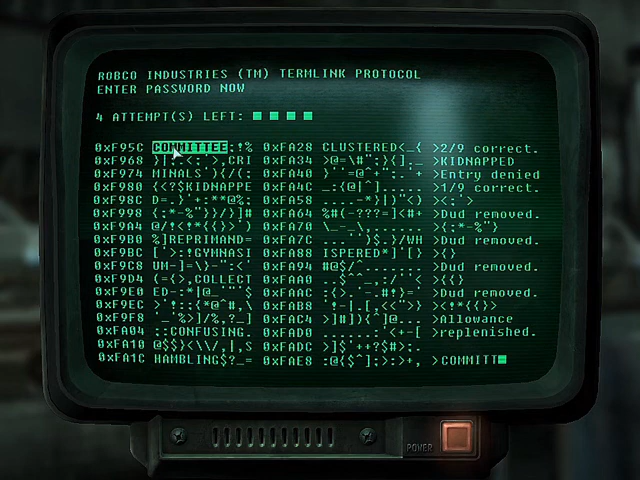 ROBCO INDUSTRIES (TM) TERMLINK PROTOCOL
ENTER PASSWORD NOW
4 ATTEMPT(S) LEFT: ■ ■ ■ ■
0xF95C COMMITTEE;!% 0xFA28 CLUSTERED<_{ >2/9 correct.
0xF968 }|;.<;`>,CRI 0xFA34 >@=\#";}{]._ >KIDNAPPED
0xF974 MINALS`}{/(; 0xFA40 }``=@^+";.`+ >Entry denied
0xF980 {<?$KIDNAPPE 0xFA4C _:{@|^]..... >1/9 correct.
0xF98C D=.}`+:**@%; 0xFA58 ....-*}|)"<( ><:`>
0xF998 {;*-%"}}/}]# 0xFA64 %#(-???=]<#+ >Dud removed.
0xF9A4 @/!<!*{{}>`) 0xFA70 \_-_\,...... >{;*-%"}
0xF9B0 %]REPRIMAND= 0xFA7C ...`)$.}/WH >Dud removed.
0xF9BC [`>:!GYMNASI 0xFA88 ISPERED*]`[} >{}
0xF9C8 UM-]=\}-":<` 0xFA94 #@$/^....... >Dud removed.
0xF9D4 (={>,COLLECT 0xFAA0 ..$^_,:/``< >{{}
0xF9E0 ED-:*|@_`"`$ 0xFAAC :{>.`-.#!}=` >Dud removed.
0xF9EC >`!::{*@^#,\ 0xFAB8 `!-|.[.<<">} ><!*{{}>
0xF9F8 `_`%>]/%,?_` 0xFAC4 >]#]){^]@... >Allowance
0xFA04 ;:CONFUSING. 0xFAD0 ......:`<+-[ >replenished.
0xFA10 @$$}<\\/,|,S 0xFADC >]$`++?$#>;.
0xFA1C HAMBLING$?_= 0xFAE8 :@{$^];>:>+, >COMMITT■